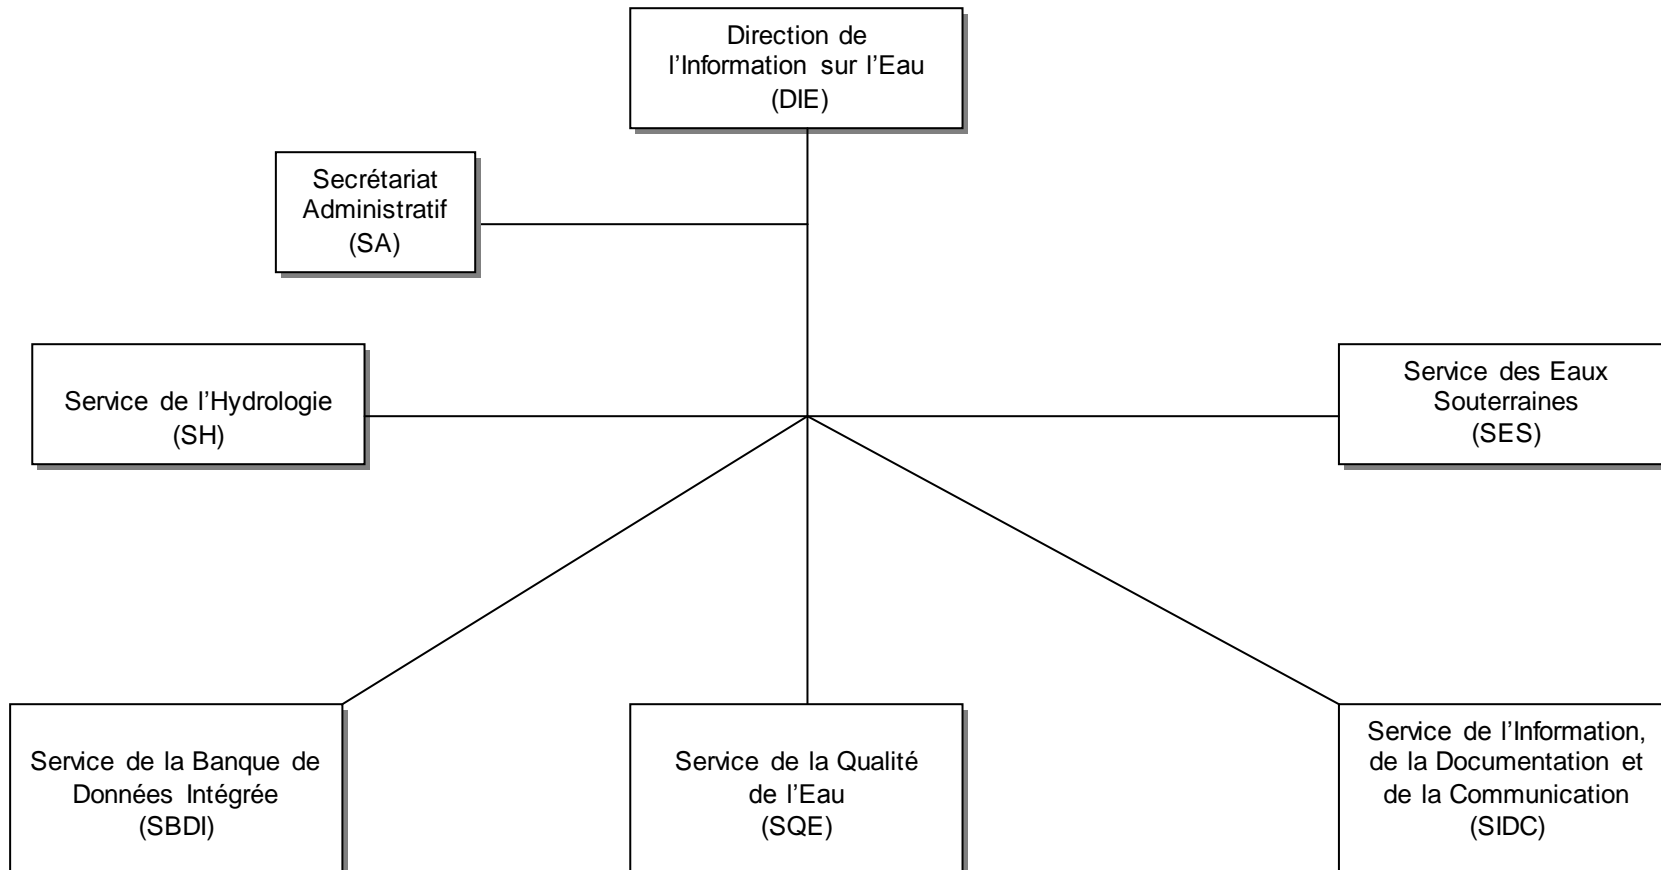 Direction de
l’Information sur l’Eau
(DIE)
Secrétariat
Administratif
(SA)
Service de l’Hydrologie
(SH)
Service des Eaux
Souterraines
(SES)
Service de la Banque de
Données Intégrée
(SBDI)
Service de la Qualité
de l’Eau
(SQE)
Service de l’Information,
de la Documentation et
de la Communication
(SIDC)